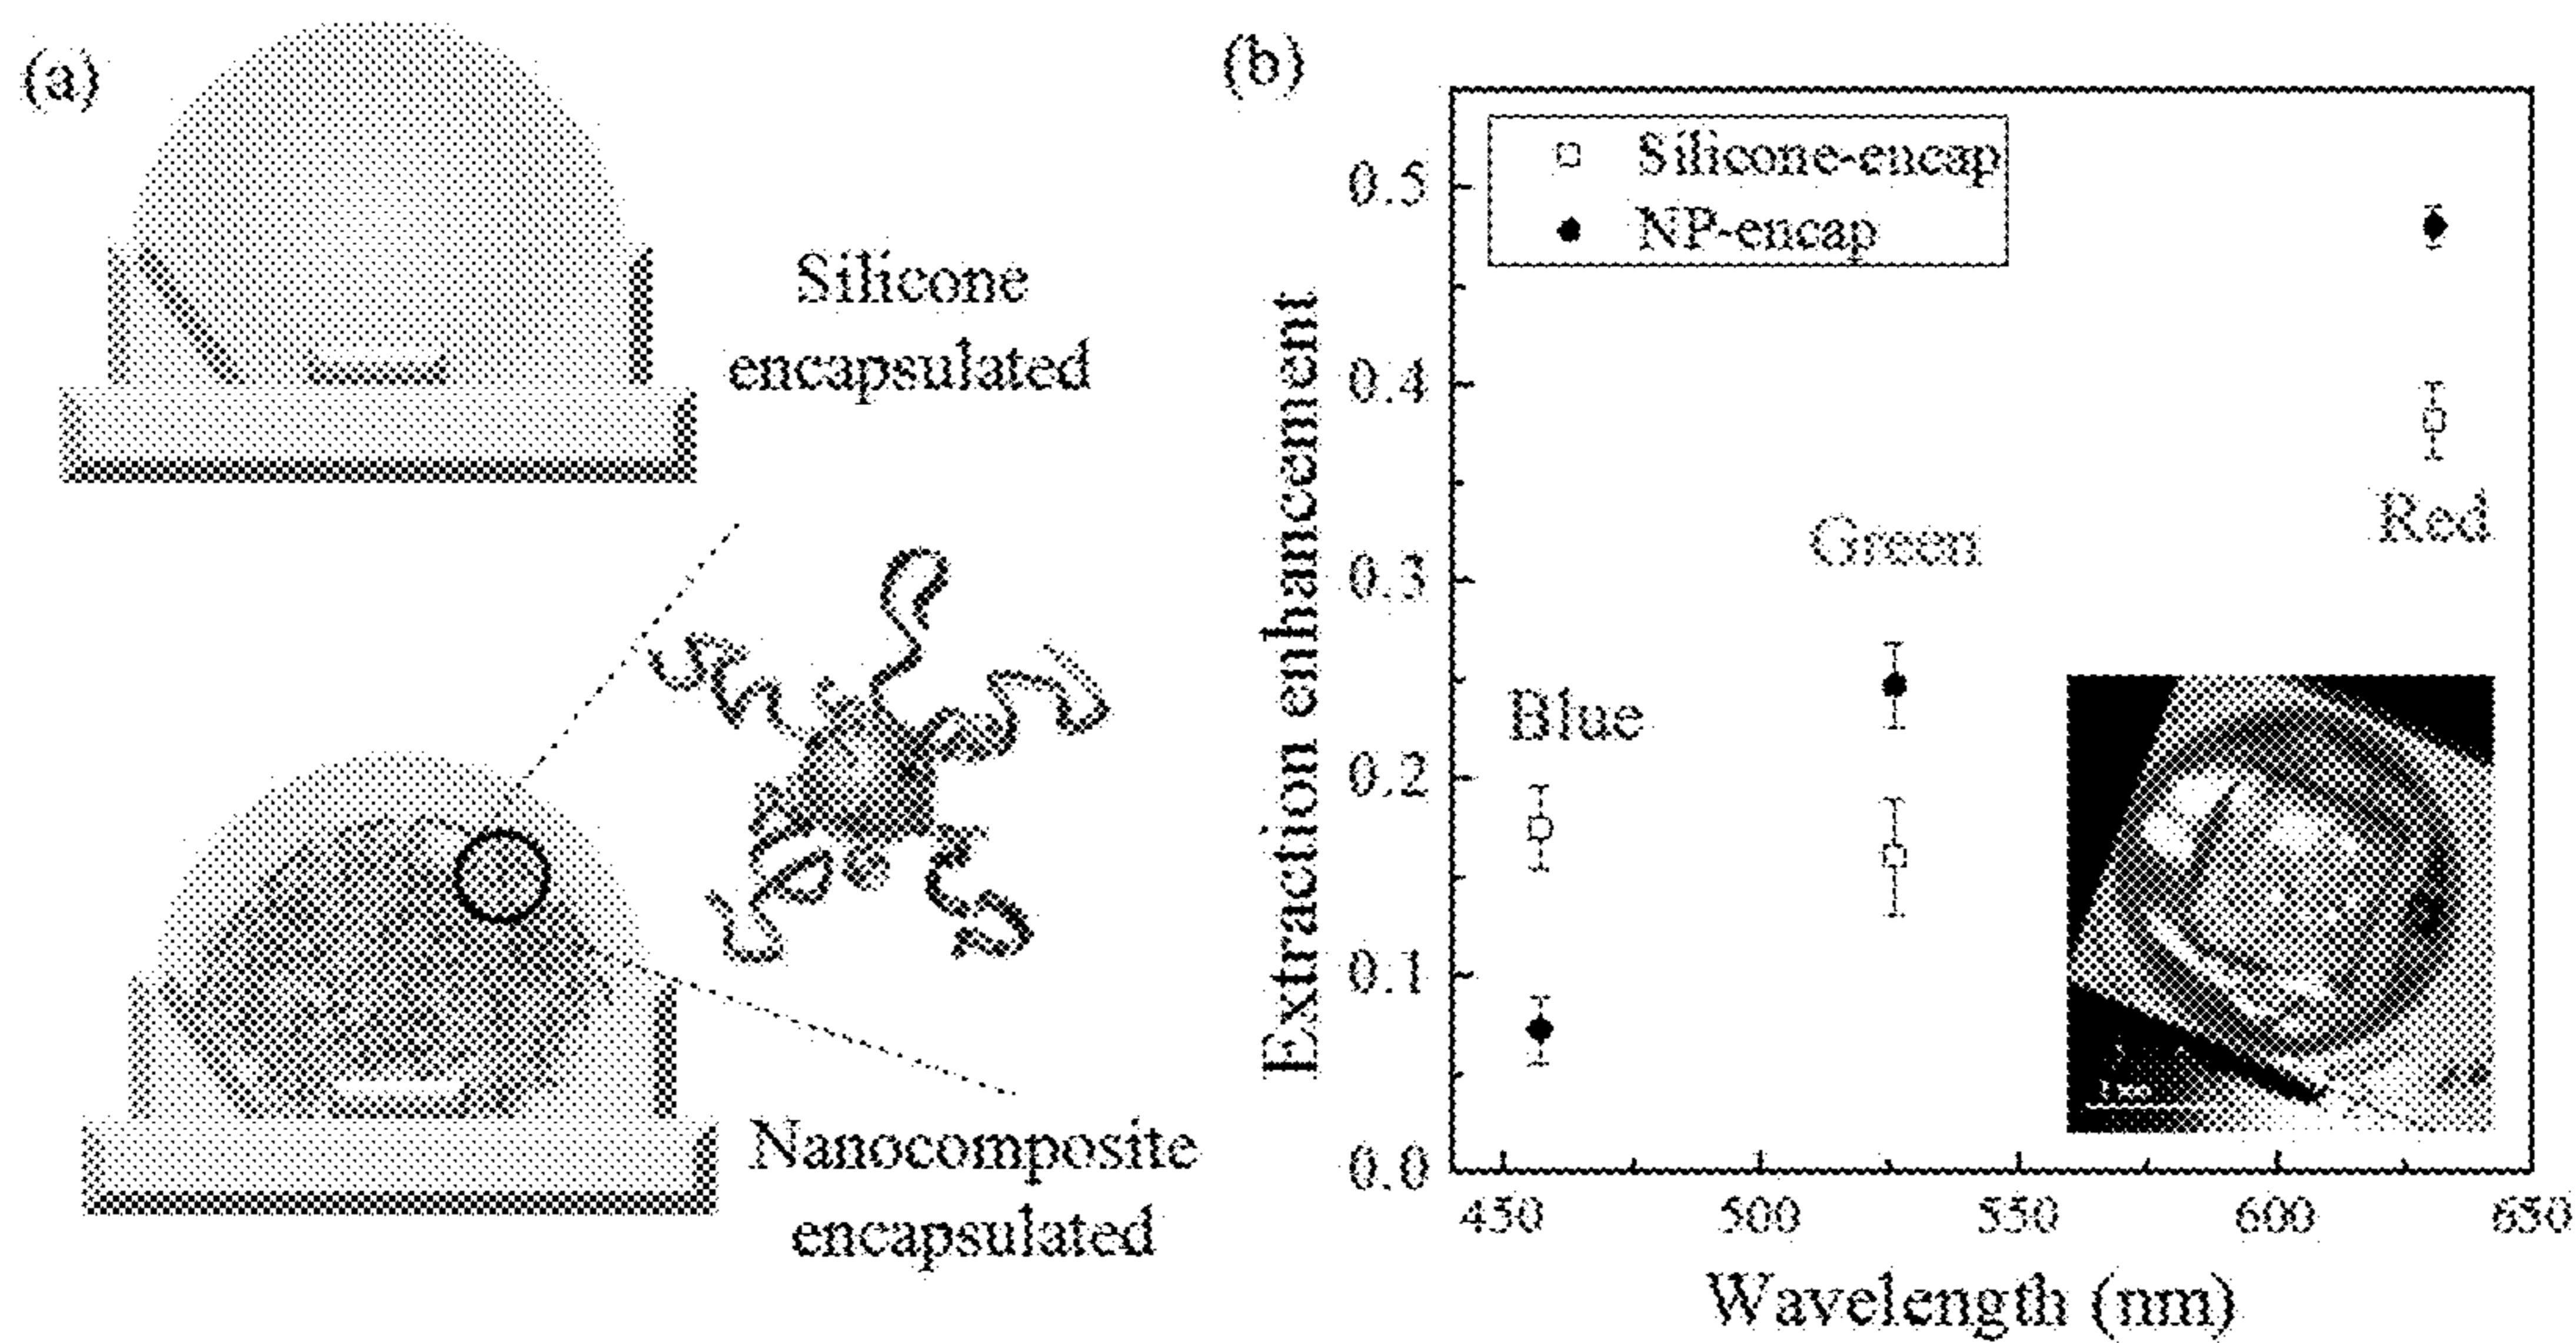 (a)
Silicone
encapsulated
Nanocomposite
encapsulated
(b)
Silicone-encap
NP-encap
Extraction enhancement
0.5
0.4
0.3
0.2
0.1
0.0
Blue
Green
Red
450
500
550
600
650
Wavelength (nm)